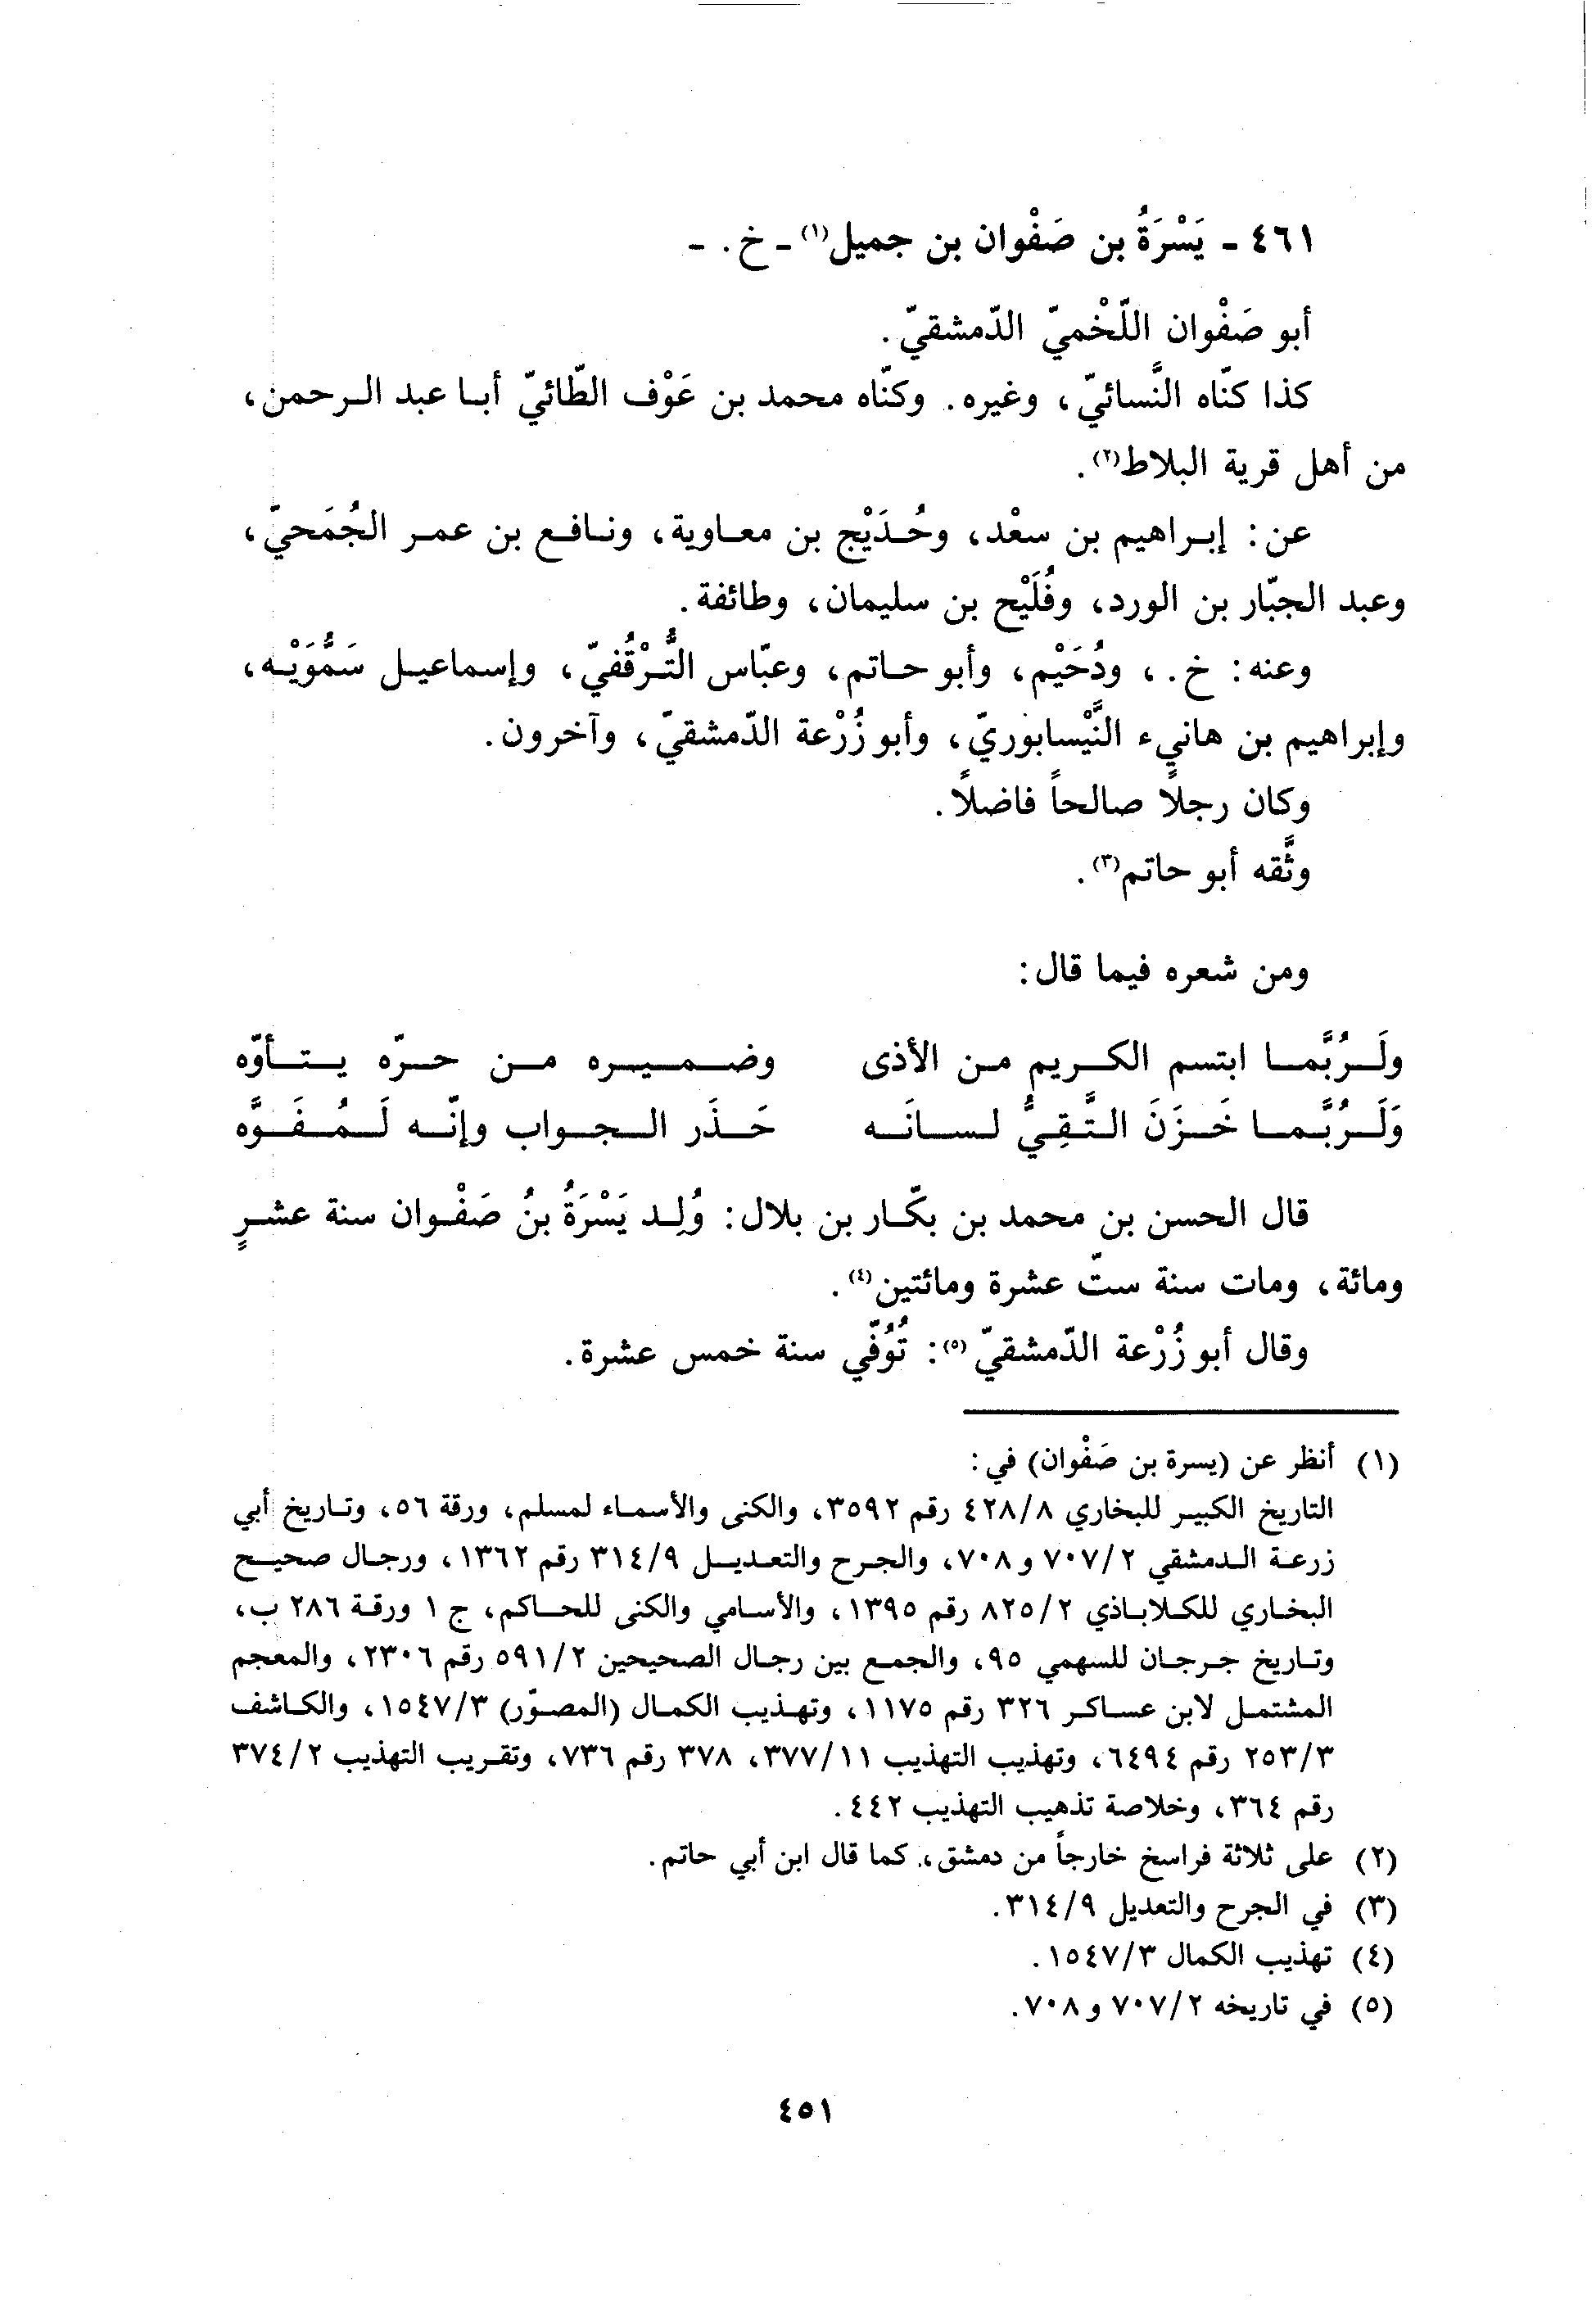 ٤٦١ - يَسْرَةُ بن صَفْوان بن جميل(١) - خ. -
أبو صَفْوان اللّخْميّ الدّمشقيّ.
كذا كنّاه النَّسائيّ، وغيره. وكنّاه محمد بن عَوْف الطّائيّ أبا عبد الرحمن،
من أهل قرية البلاط(٢).
عن: إبراهيم بن سعْد، وحُدَيْج بن معاوية، ونافع بن عمر الجُمَحيّ،
وعبد الجبّار بن الورد، وفُلَيْح بن سليمان، وطائفة.
وعنه: خ.، ودُحَيْم، وأبو حاتم، وعبّاس التُّرْقُفيّ، وإسماعيل سَمُّوَيْه،
وإبراهيم بن هانيء النَّيْسابوريّ، وأبو زُرْعة الدّمشقيّ، وآخرون.
وكان رجلاً صالحاً فاضلاً.
وثَّقه أبو حاتم(٣).
ومن شعره فيما قال:
ولَرُبَّما ابتسم الكريم من الأذى وضميره من حرّه يتأوّه
وَلَرُبَّما خَزَنَ التَّقِيُّ لسانَه حَذَر الجواب وإنّه لَمُفَوَّه
قال الحسن بن محمد بن بكّار بن بلال: وُلِد يَسْرَةُ بنُ صَفْوان سنة عشرٍ
ومائة، ومات سنة ستّ عشرة ومائتين(٤).
وقال أبو زُرْعة الدّمشقيّ(٥): تُوُفّي سنة خمس عشرة.
(١) أنظر عن (يسرة بن صَفْوان) في:
التاريخ الكبير للبخاري ٤٢٨/٨ رقم ٣٥٩٢، والكنى والأسماء لمسلم، ورقة ٥٦، وتاريخ أبي
زرعة الدمشقي ٧٠٧/٢ و ٧٠٨، والجرح والتعديل ٣١٤/٩ رقم ١٣٦٢، ورجال صحيح
البخاري للكلاباذي ٨٢٥/٢ رقم ١٣٩٥، والأسامي والكنى للحاكم، ج ١ ورقة ٢٨٦ ب،
وتاريخ جرجان للسهمي ٩٥، والجمع بين رجال الصحيحين ٥٩١/٢ رقم ٢٣٠٦، والمعجم
المشتمل لابن عساكر ٣٢٦ رقم ١١٧٥، وتهذيب الكمال (المصوّر) ١٥٤٧/٣، والكاشف
٢٥٣/٣ رقم ٦٤٩٤، وتهذيب التهذيب ٣٧٧/١١، ٣٧٨ رقم ٧٣٦، وتقريب التهذيب ٣٧٤/٢
رقم ٣٦٤، وخلاصة تذهيب التهذيب ٤٤٢.
(٢) على ثلاثة فراسخ خارجاً من دمشق، كما قال ابن أبي حاتم.
(٣) في الجرح والتعديل ٣١٤/٩.
(٤) تهذيب الكمال ١٥٤٧/٣.
(٥) في تاريخه ٧٠٧/٢ و ٧٠٨.
٤٥١